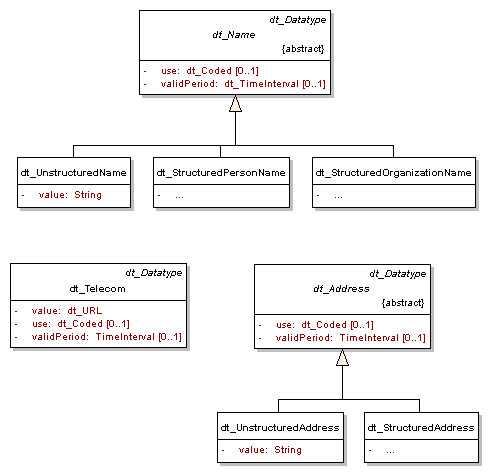 dt_Datatype
dt_Name
{abstract}
- use: dt_Coded [0..1]
- validPeriod: dt_TimeInterval [0..1]
dt_UnstructuredName
- value: String
dt_StructuredPersonName
- ...
dt_StructuredOrganizationName
- ...
dt_Datatype
dt_Telecom
- value: dt_URL
- use: dt_Coded [0..1]
- validPeriod: TimeInterval [0..1]
dt_Datatype
dt_Address
{abstract}
- use: dt_Coded [0..1]
- validPeriod: TimeInterval [0..1]
dt_UnstructuredAddress
- value: String
dt_StructuredAddress
- ...